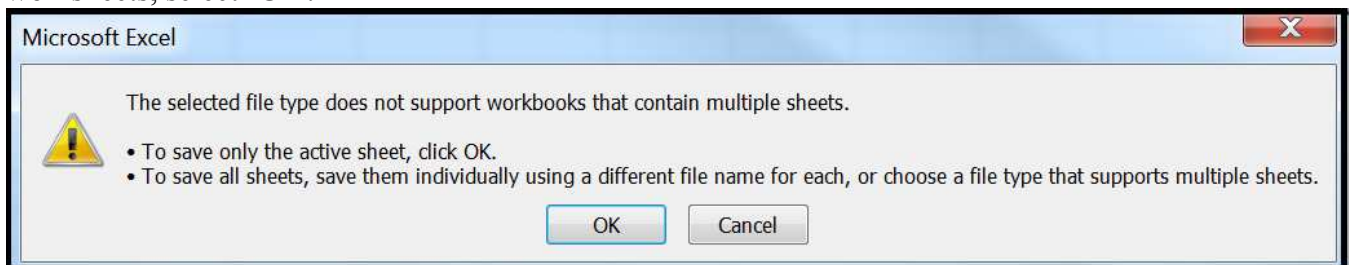 Microsoft Excel
X
The selected file type does not support workbooks that contain multiple sheets.
• To save only the active sheet, click OK.
• To save all sheets, save them individually using a different file name for each, or choose a file type that supports multiple sheets.
OK
Cancel